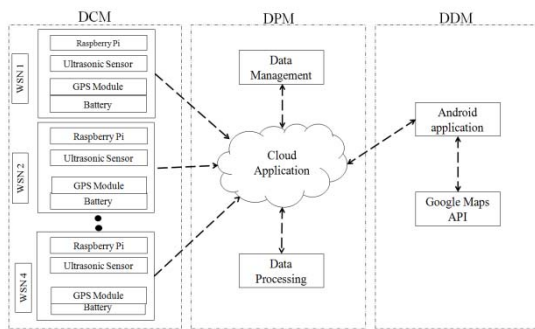 DCM
WSN 1
Raspberry Pi
Ultrasonic Sensor
GPS Module
Battery
WSN 2
Raspberry Pi
Ultrasonic Sensor
GPS Module
Battery
WSN 4
Raspberry Pi
Ultrasonic Sensor
GPS Module
Battery
DPM
Data
Management
Cloud
Application
Data
Processing
DDM
Android
application
Google Maps
API